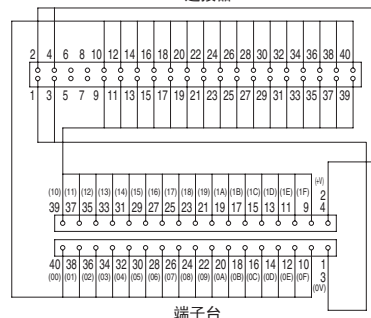 连接器
2 4 6 8 10 12 14 16 18 20 22 24 26 28 30 32 34 36 38 40
1 3 5 7 9 11 13 15 17 19 21 23 25 27 29 31 33 35 37 39
(+V)
(10) (11) (12) (13) (14) (15) (16) (17) (18) (19) (1A) (1B) (1C) (1D) (1E) (1F) 2
39 37 35 33 31 29 27 25 23 21 19 17 15 13 11 9 4
40 38 36 34 32 30 28 26 24 22 20 18 16 14 12 10 1
(00) (01) (02) (03) (04) (05) (06) (07) (08) (09) (0A) (0B) (0C) (0D) (0E) (0F) 3
(0V)
端子台